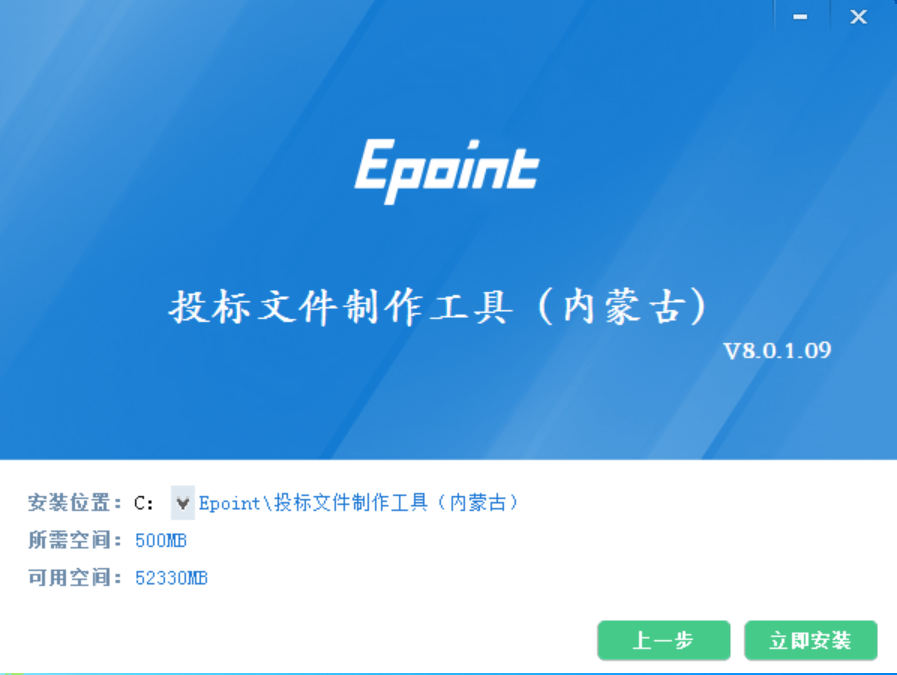 Epoint
投标文件制作工具（内蒙古）
V8.0.1.09
安装位置：C: Epoint\投标文件制作工具（内蒙古）
所需空间：500MB
可用空间：52330MB
上一步 立即安装